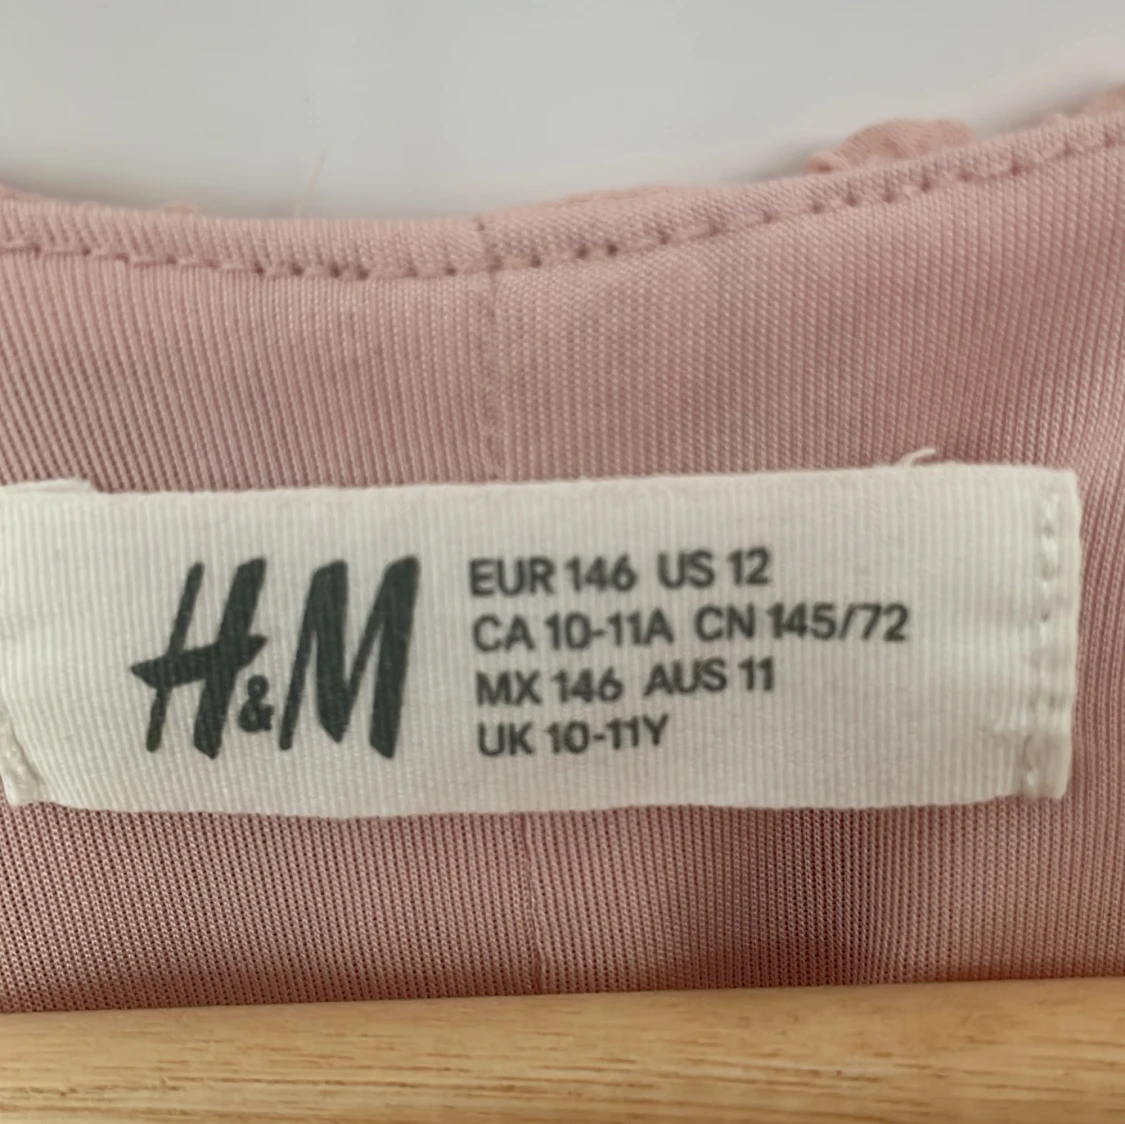 H&M
EUR 146 US 12
CA 10-11A CN 145/72
MX 146 AUS 11
UK 10-11Y